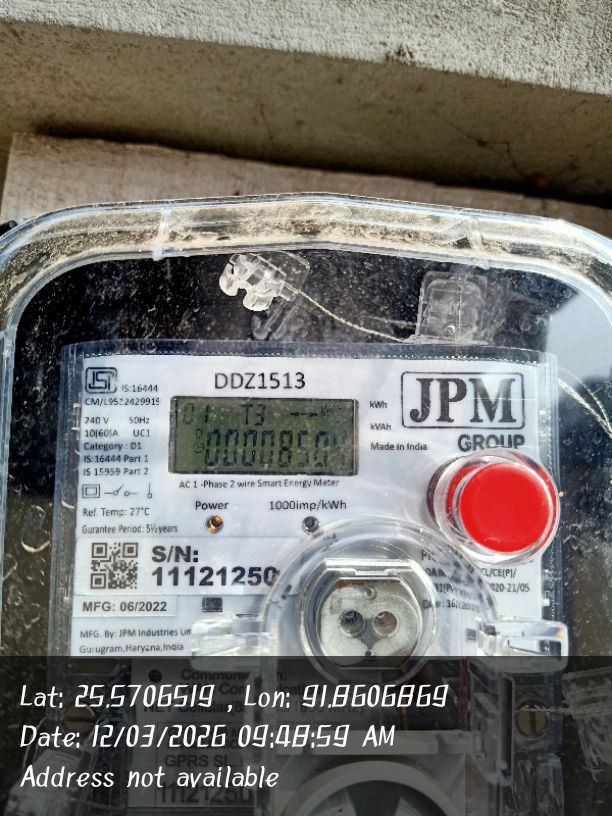 DDZ1513
IS:16444
240 V 50Hz
10(60)A UC1
Category : D1
IS:16444 Part 1
IS 15959 Part 2
Ref. Temp: 27°C
Gurantee Period: 5½ years
01 T3
kWh
kVAh
Made in India
JPM
GROUP
AC 1 -Phase 2 wire Smart Energy Meter
Power 1000imp/kWh
S/N:
11121250
MFG: 06/2022
MFG. By: JPM Industries
Gurugram,Haryana,India
Lat: 25.5706519 , Lon: 91.8606869
Date: 12/03/2026 09:48:59 AM
Address not available